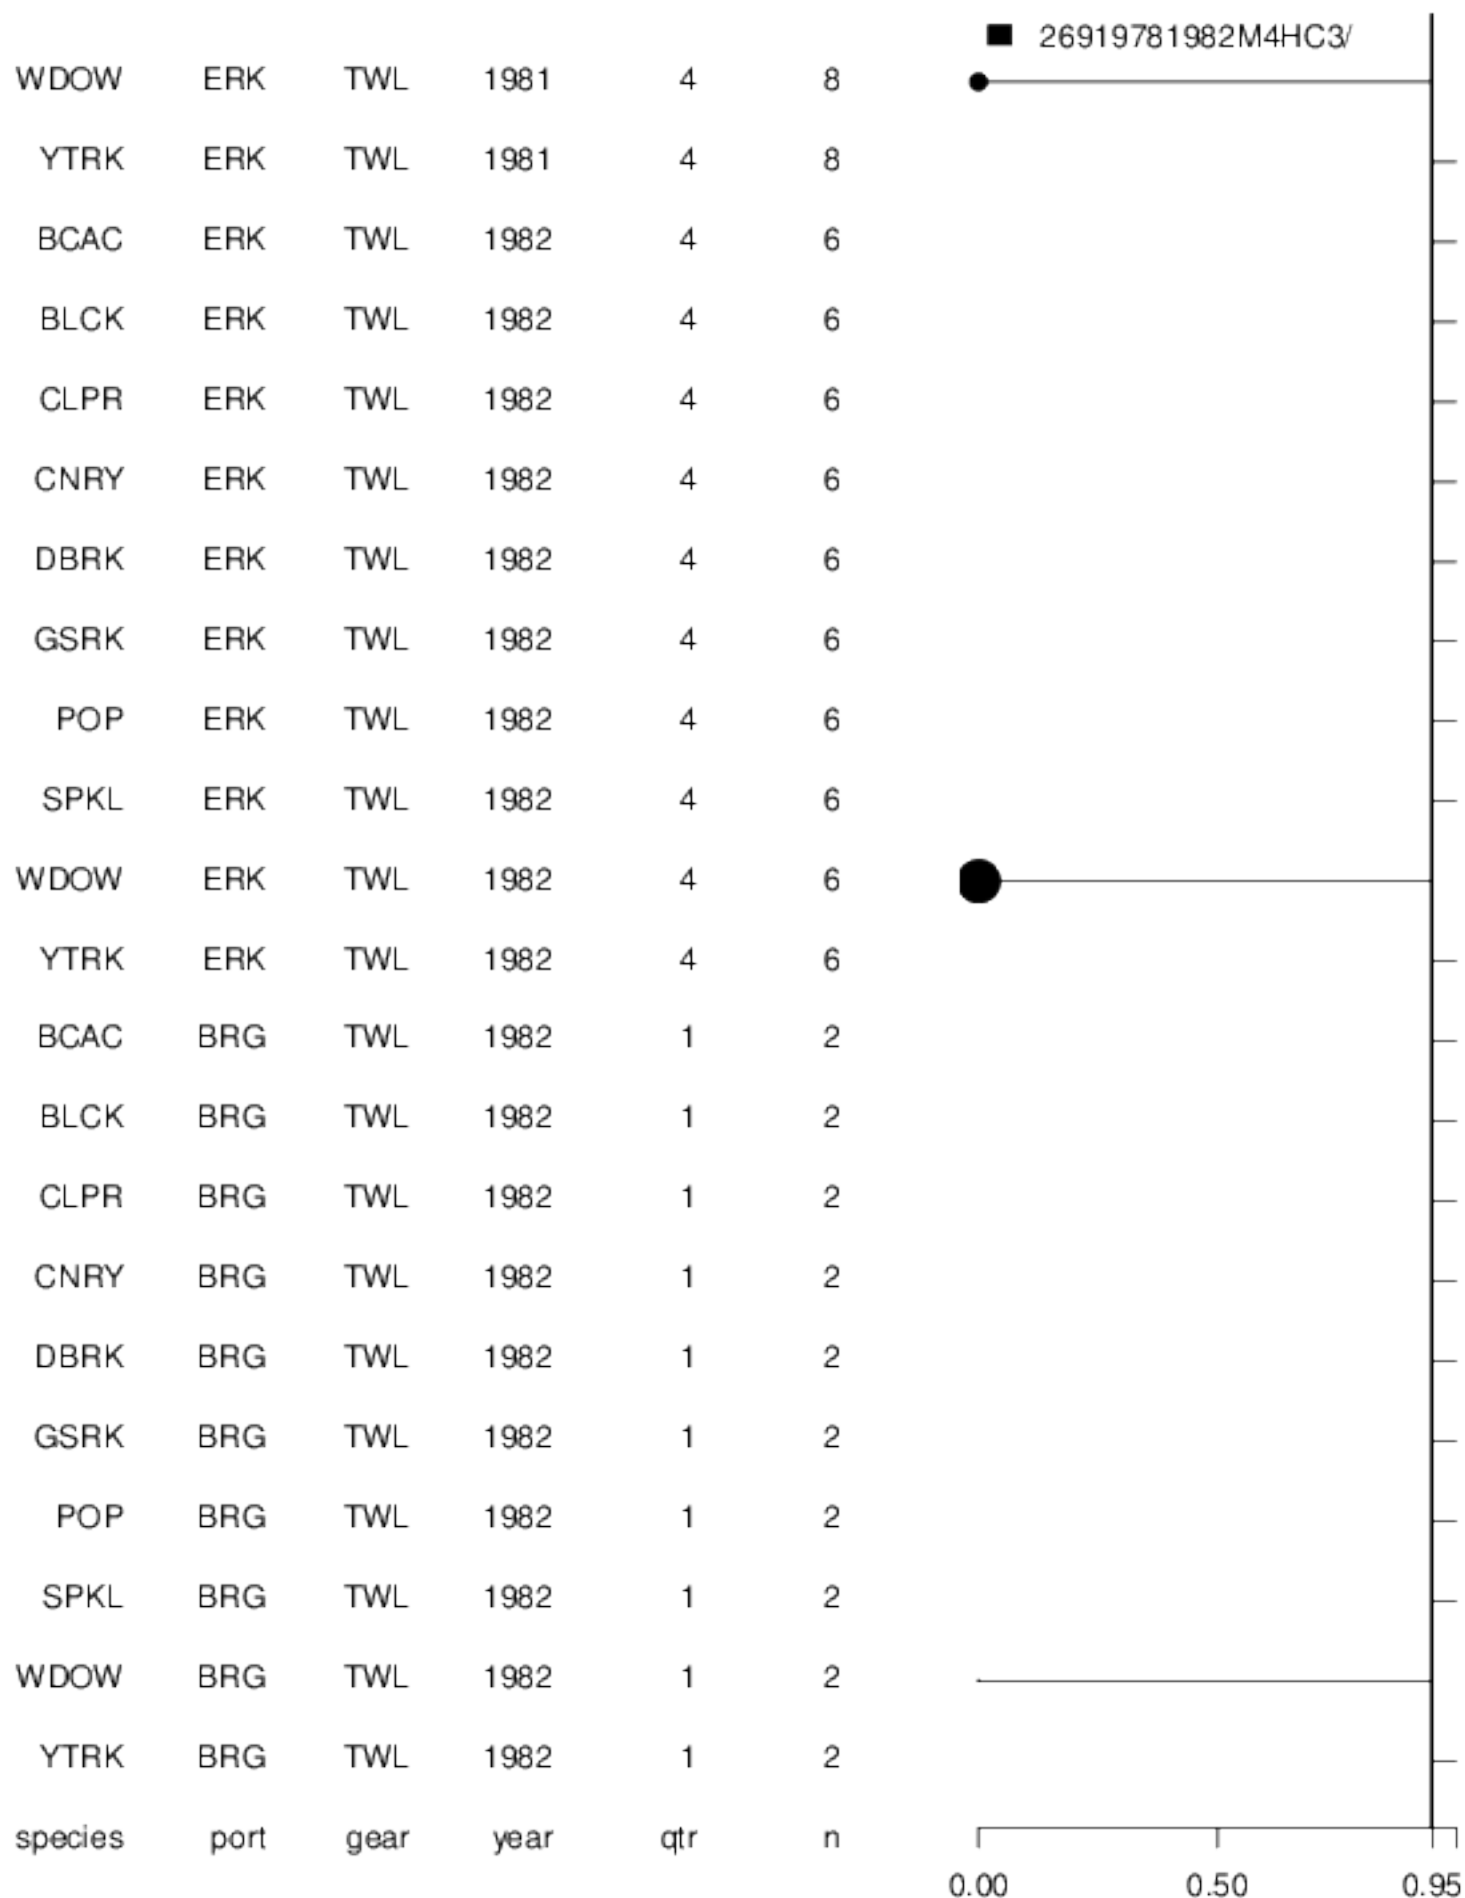 26919781982M4HC3/
WDOW ERK TWL 1981 4 8
YTRK ERK TWL 1981 4 8
BCAC ERK TWL 1982 4 6
BLCK ERK TWL 1982 4 6
CLPR ERK TWL 1982 4 6
CNRY ERK TWL 1982 4 6
DBRK ERK TWL 1982 4 6
GSRK ERK TWL 1982 4 6
POP ERK TWL 1982 4 6
SPKL ERK TWL 1982 4 6
WDOW ERK TWL 1982 4 6
YTRK ERK TWL 1982 4 6
BCAC BRG TWL 1982 1 2
BLCK BRG TWL 1982 1 2
CLPR BRG TWL 1982 1 2
CNRY BRG TWL 1982 1 2
DBRK BRG TWL 1982 1 2
GSRK BRG TWL 1982 1 2
POP BRG TWL 1982 1 2
SPKL BRG TWL 1982 1 2
WDOW BRG TWL 1982 1 2
YTRK BRG TWL 1982 1 2
species port gear year qtr n
0.00 0.50 0.95